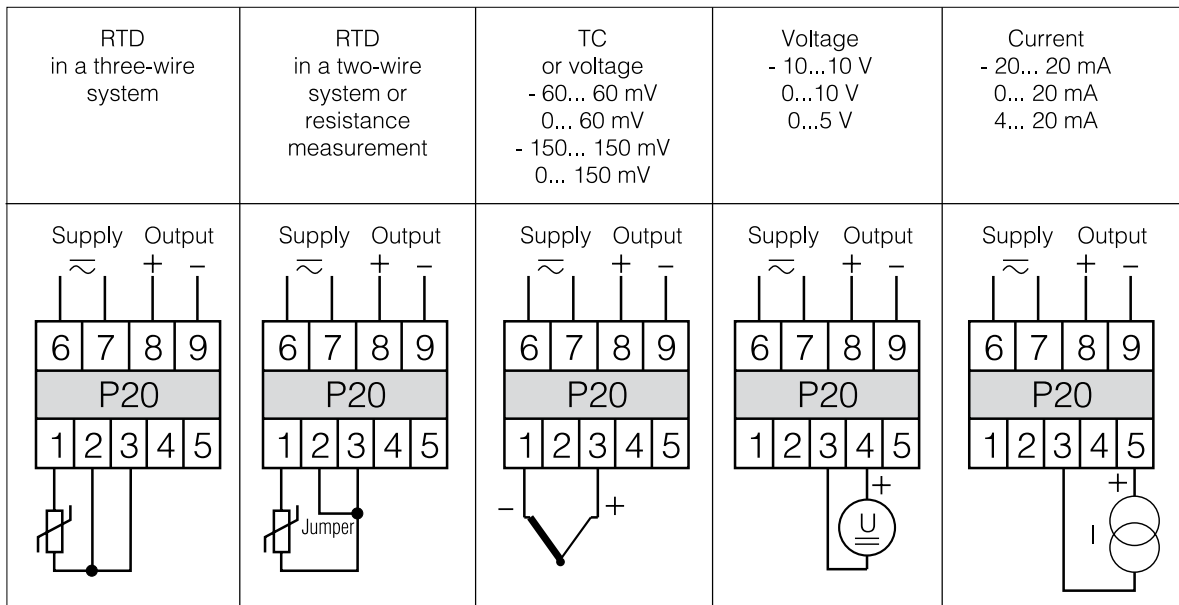 RTD
in a three-wire
system
RTD
in a two-wire
system or
resistance
measurement
TC
or voltage
- 60... 60 mV
0... 60 mV
- 150... 150 mV
0... 150 mV
Voltage
- 10...10 V
0...10 V
0...5 V
Current
- 20... 20 mA
0... 20 mA
4... 20 mA
Supply Output
+ −
6 7 8 9
P20
1 2 3 4 5
Supply Output
+ −
6 7 8 9
P20
1 2 3 4 5
Jumper
Supply Output
+ −
6 7 8 9
P20
1 2 3 4 5
− +
Supply Output
+ −
6 7 8 9
P20
1 2 3 4 5
+
U
Supply Output
+ −
6 7 8 9
P20
1 2 3 4 5
+
I